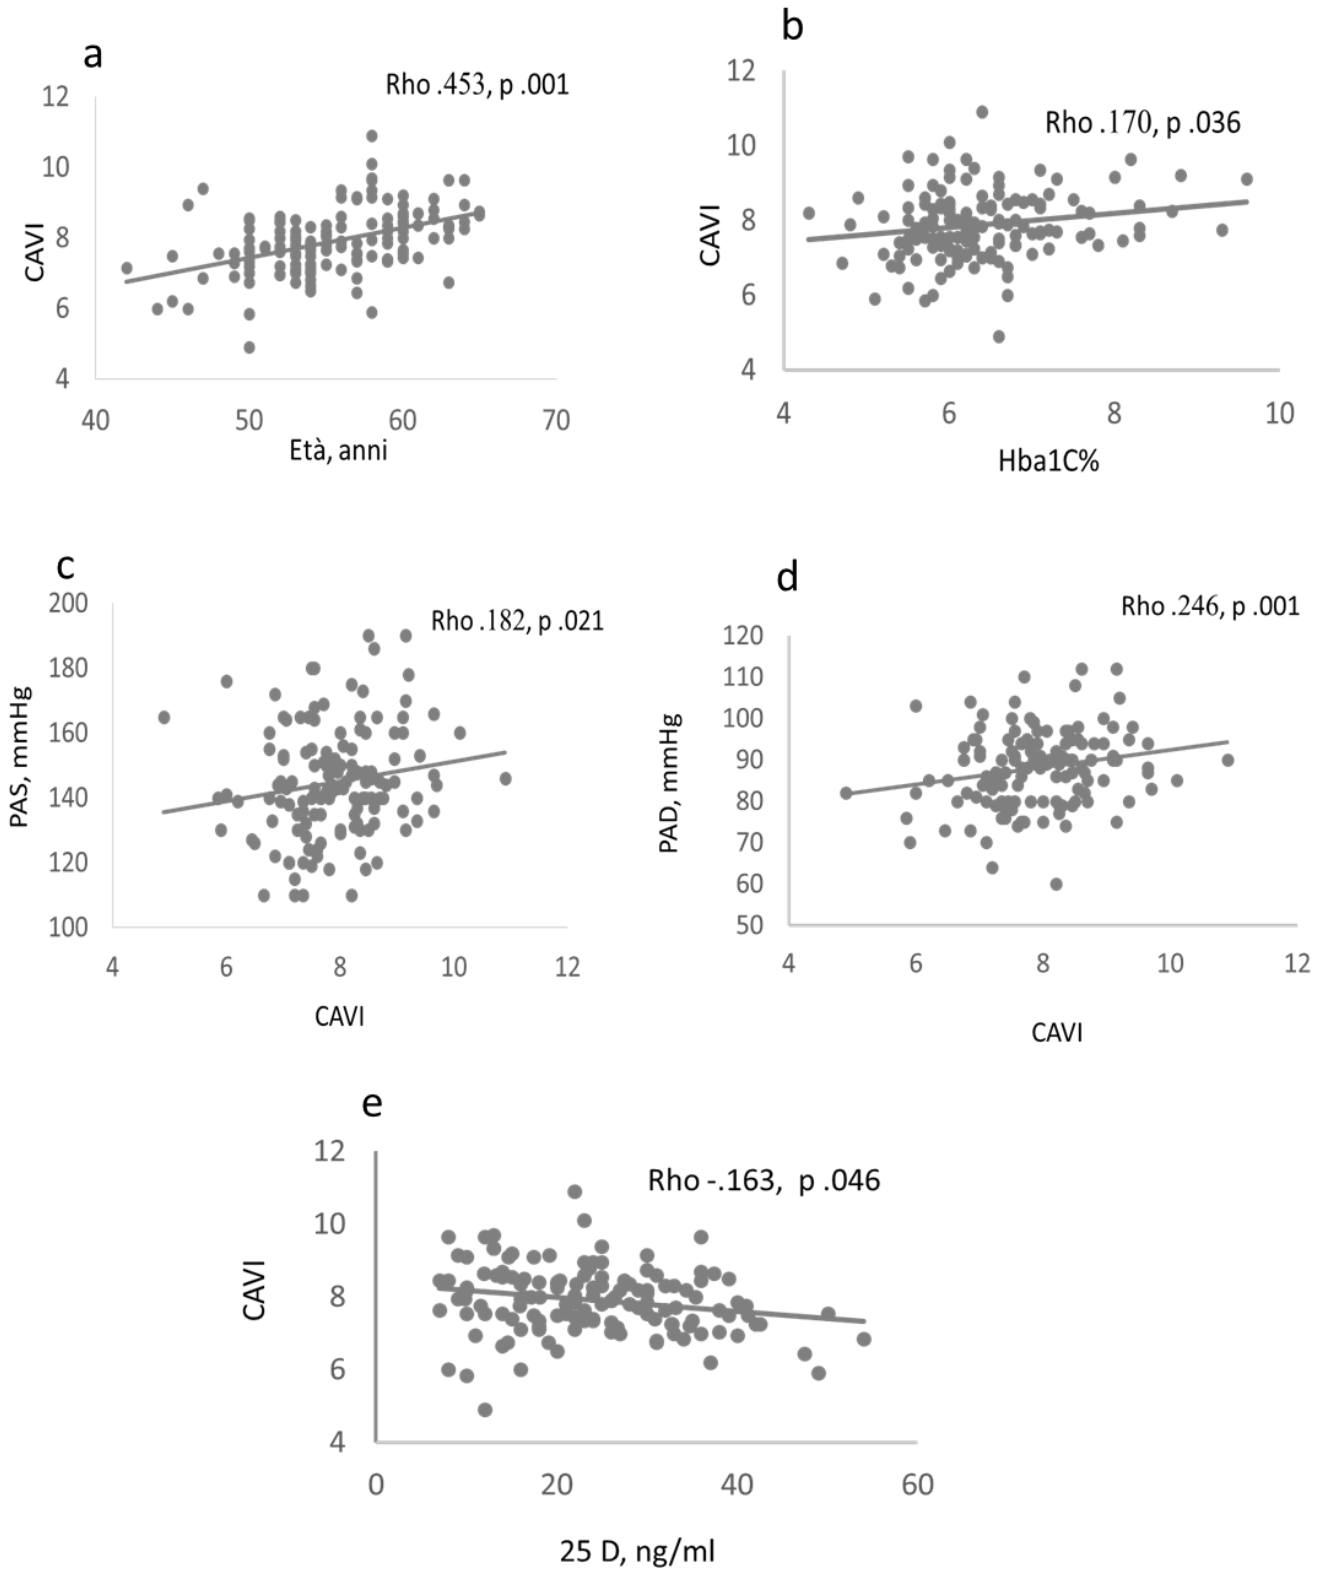 a
Rho .453, p .001
12
10
8
6
4
CAVI
40 50 60 70
Età, anni
b
Rho .170, p .036
12
10
8
6
4
CAVI
4 6 8 10
Hba1C%
c
Rho .182, p .021
200
180
160
140
120
100
PAS, mmHg
4 6 8 10 12
CAVI
d
Rho .246, p .001
120
110
100
90
80
70
60
50
PAD, mmHg
4 6 8 10 12
CAVI
e
Rho -.163, p .046
12
10
8
6
4
CAVI
0 20 40 60
25 D, ng/ml